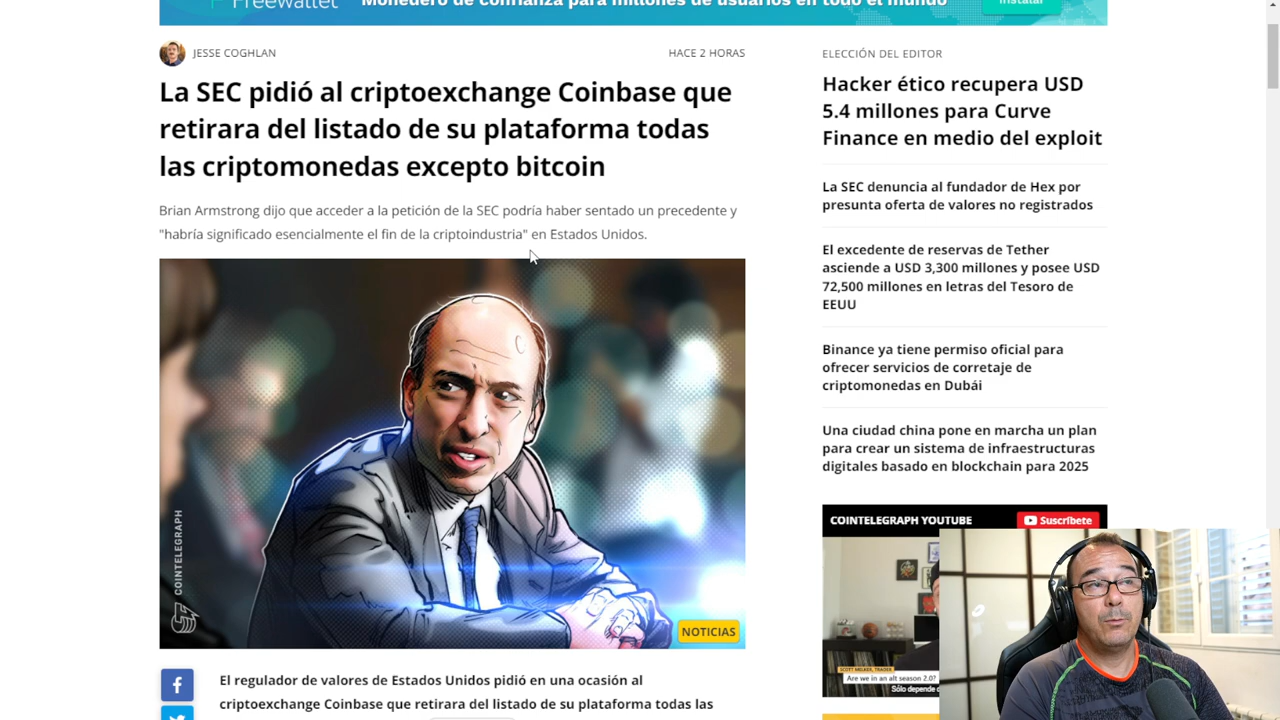 Freewallet
Monedero de confianza para millones de usuarios en todo el mundo
Instalar
JESSE COGHLAN
HACE 2 HORAS
La SEC pidió al criptoexchange Coinbase que
retirara del listado de su plataforma todas
las criptomonedas excepto bitcoin
Brian Armstrong dijo que acceder a la petición de la SEC podría haber sentado un precedente y
"habría significado esencialmente el fin de la criptoindustria" en Estados Unidos.
COINTELEGRAPH
NOTICIAS
El regulador de valores de Estados Unidos pidió en una ocasión al
criptoexchange Coinbase que retirara del listado de su plataforma todas las
ELECCIÓN DEL EDITOR
Hacker ético recupera USD
5.4 millones para Curve
Finance en medio del exploit
La SEC denuncia al fundador de Hex por
presunta oferta de valores no registrados
El excedente de reservas de Tether
asciende a USD 3,300 millones y posee USD
72,500 millones en letras del Tesoro de
EEUU
Binance ya tiene permiso oficial para
ofrecer servicios de corretaje de
criptomonedas en Dubái
Una ciudad china pone en marcha un plan
para crear un sistema de infraestructuras
digitales basado en blockchain para 2025
COINTELEGRAPH YOUTUBE
Suscríbete
SCOTT MELKER, TRADER
Are we in an alt season 2.0?
Sólo depende